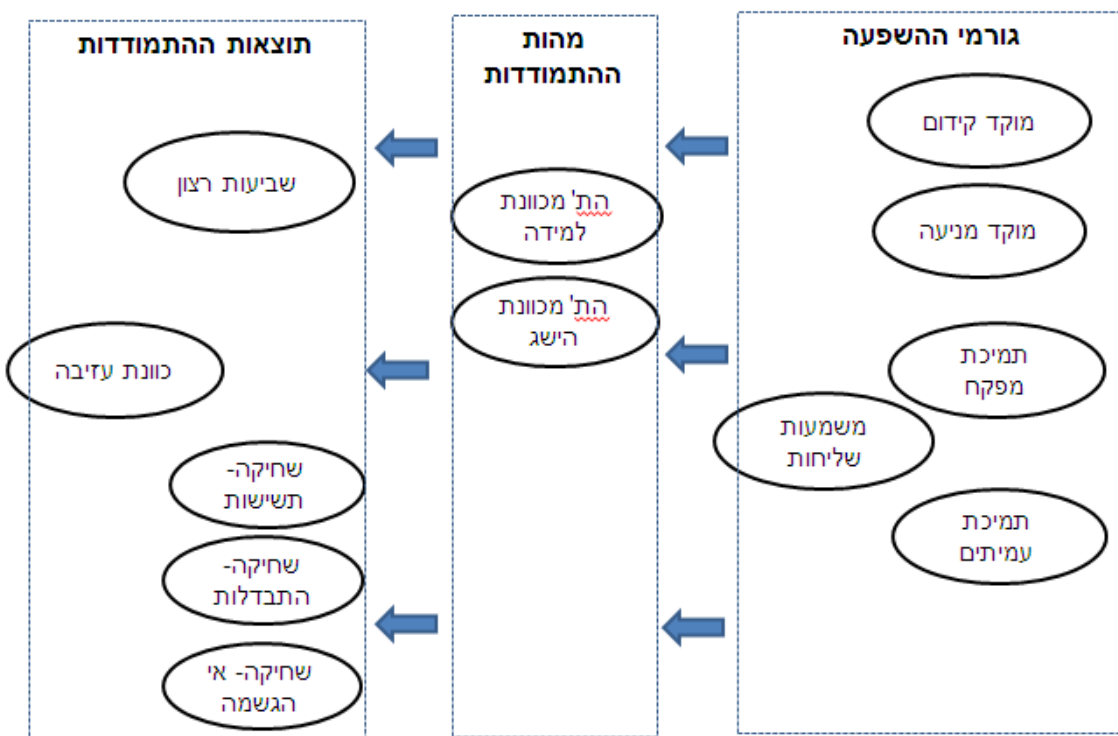 גורמי ההשפעה
מוקד קידום
מוקד מניעה
תמיכת
מפקח
משמעות
שליחות
תמיכת
עמיתים
מהות
ההתמודדות
הת' מכוונת
למידה
הת' מכוונת
הישג
תוצאות ההתמודדות
שביעות רצון
כוונת עזיבה
שחיקה-
תשישות
שחיקה-
התבדלות
שחיקה- אי
הגשמה